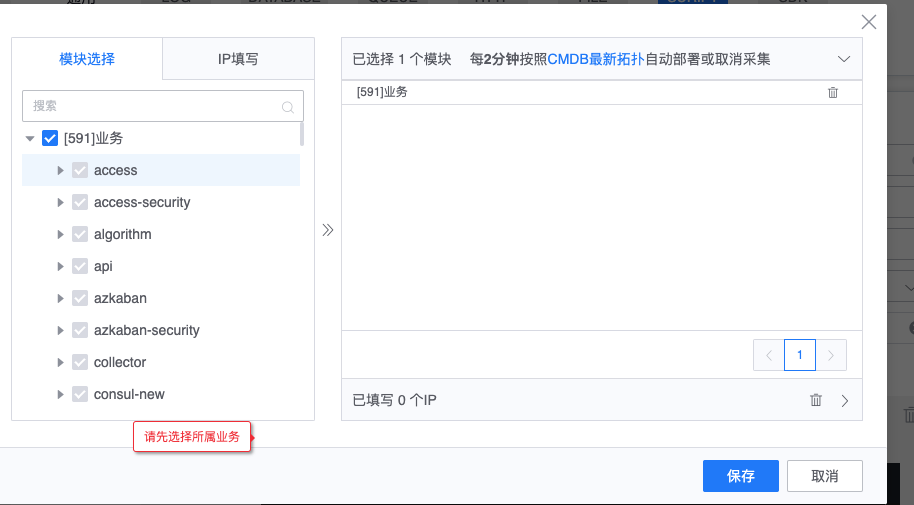 模块选择
IP填写
搜索
[591]业务
access
access-security
algorithm
api
azkaban
azkaban-security
collector
consul-new
已选择 1 个模块 每2分钟按照CMDB最新拓扑自动部署或取消采集
[591]业务
1
已填写 0 个IP
请先选择所属业务
保存
取消